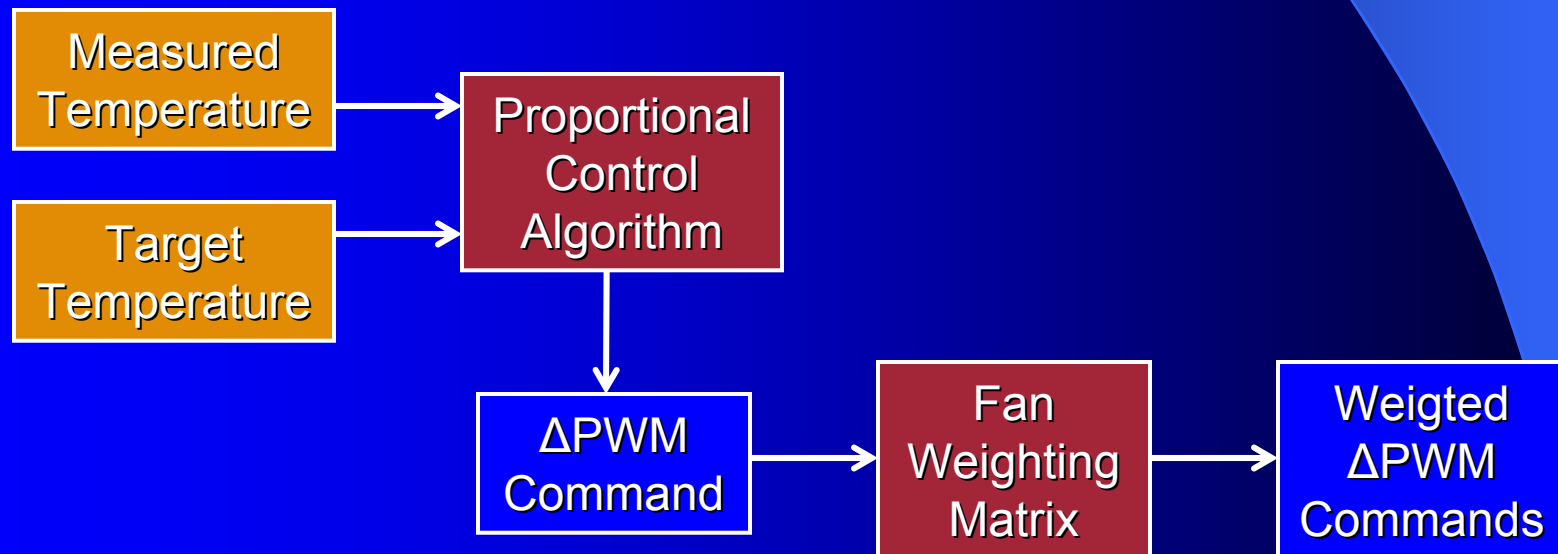 Measured
Temperature
Target
Temperature
Proportional
Control
Algorithm
ΔPWM
Command
Fan
Weighting
Matrix
Weigted
ΔPWM
Commands